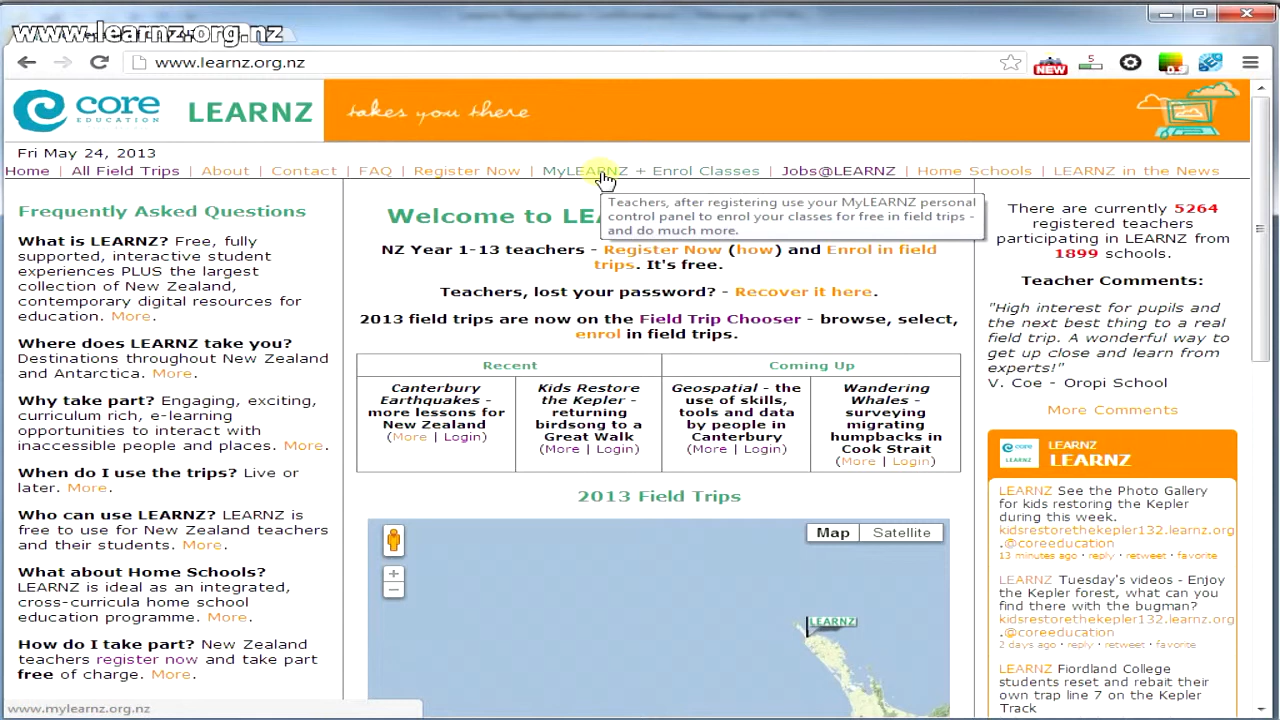 www.learnz.org.nz
www.learnz.org.nz
5
NEW
core
EDUCATION
LEARNZ
takes you there
Fri May 24, 2013
Home | All Field Trips | About | Contact | FAQ | Register Now | MyLEARNZ + Enrol Classes | Jobs@LEARNZ | Home Schools | LEARNZ in the News
Frequently Asked Questions
What is LEARNZ? Free, fully
supported, interactive student
experiences PLUS the largest
collection of New Zealand,
contemporary digital resources for
education. More.
Where does LEARNZ take you?
Destinations throughout New Zealand
and Antarctica. More.
Why take part? Engaging, exciting,
curriculum rich, e-learning
opportunities to interact with
inaccessible people and places. More.
When do I use the trips? Live or
later. More.
Who can use LEARNZ? LEARNZ is
free to use for New Zealand teachers
and their students. More.
What about Home Schools?
LEARNZ is ideal as an integrated,
cross-curricula home school
education programme. More.
How do I take part? New Zealand
teachers register now and take part
free of charge. More.
www.mylearnz.org.nz
Welcome to LE
Teachers, after registering use your MyLEARNZ personal
control panel to enrol your classes for free in field trips -
and do much more.
NZ Year 1-13 teachers - Register Now (how) and Enrol in field
trips. It's free.
Teachers, lost your password? - Recover it here.
2013 field trips are now on the Field Trip Chooser - browse, select,
enrol in field trips.
Recent
Coming Up
Canterbury
Earthquakes -
more lessons for
New Zealand
(More | Login)
Kids Restore
the Kepler -
returning
birdsong to a
Great Walk
(More | Login)
Geospatial - the
use of skills,
tools and data
by people in
Canterbury
(More | Login)
Wandering
Whales -
surveying
migrating
humpbacks in
Cook Strait
(More | Login)
2013 Field Trips
Map
Satellite
LEARNZ
There are currently 5264
registered teachers
participating in LEARNZ from
1899 schools.
Teacher Comments:
"High interest for pupils and
the next best thing to a real
field trip. A wonderful way to
get up close and learn from
experts!"
V. Coe - Oropi School
More Comments
core
LEARNZ
LEARNZ
LEARNZ
LEARNZ See the Photo Gallery
for kids restoring the Kepler
during this week.
kidsrestorethekepler132.learnz.org
.@coreeducation
13 minutes ago · reply · retweet · favorite
LEARNZ Tuesday's videos - Enjoy
the Kepler forest, what can you
find there with the bugman?
kidsrestorethekepler132.learnz.org
.@coreeducation
2 days ago · reply · retweet · favorite
LEARNZ Fiordland College
students reset and rebait their
own trap line 7 on the Kepler
Track